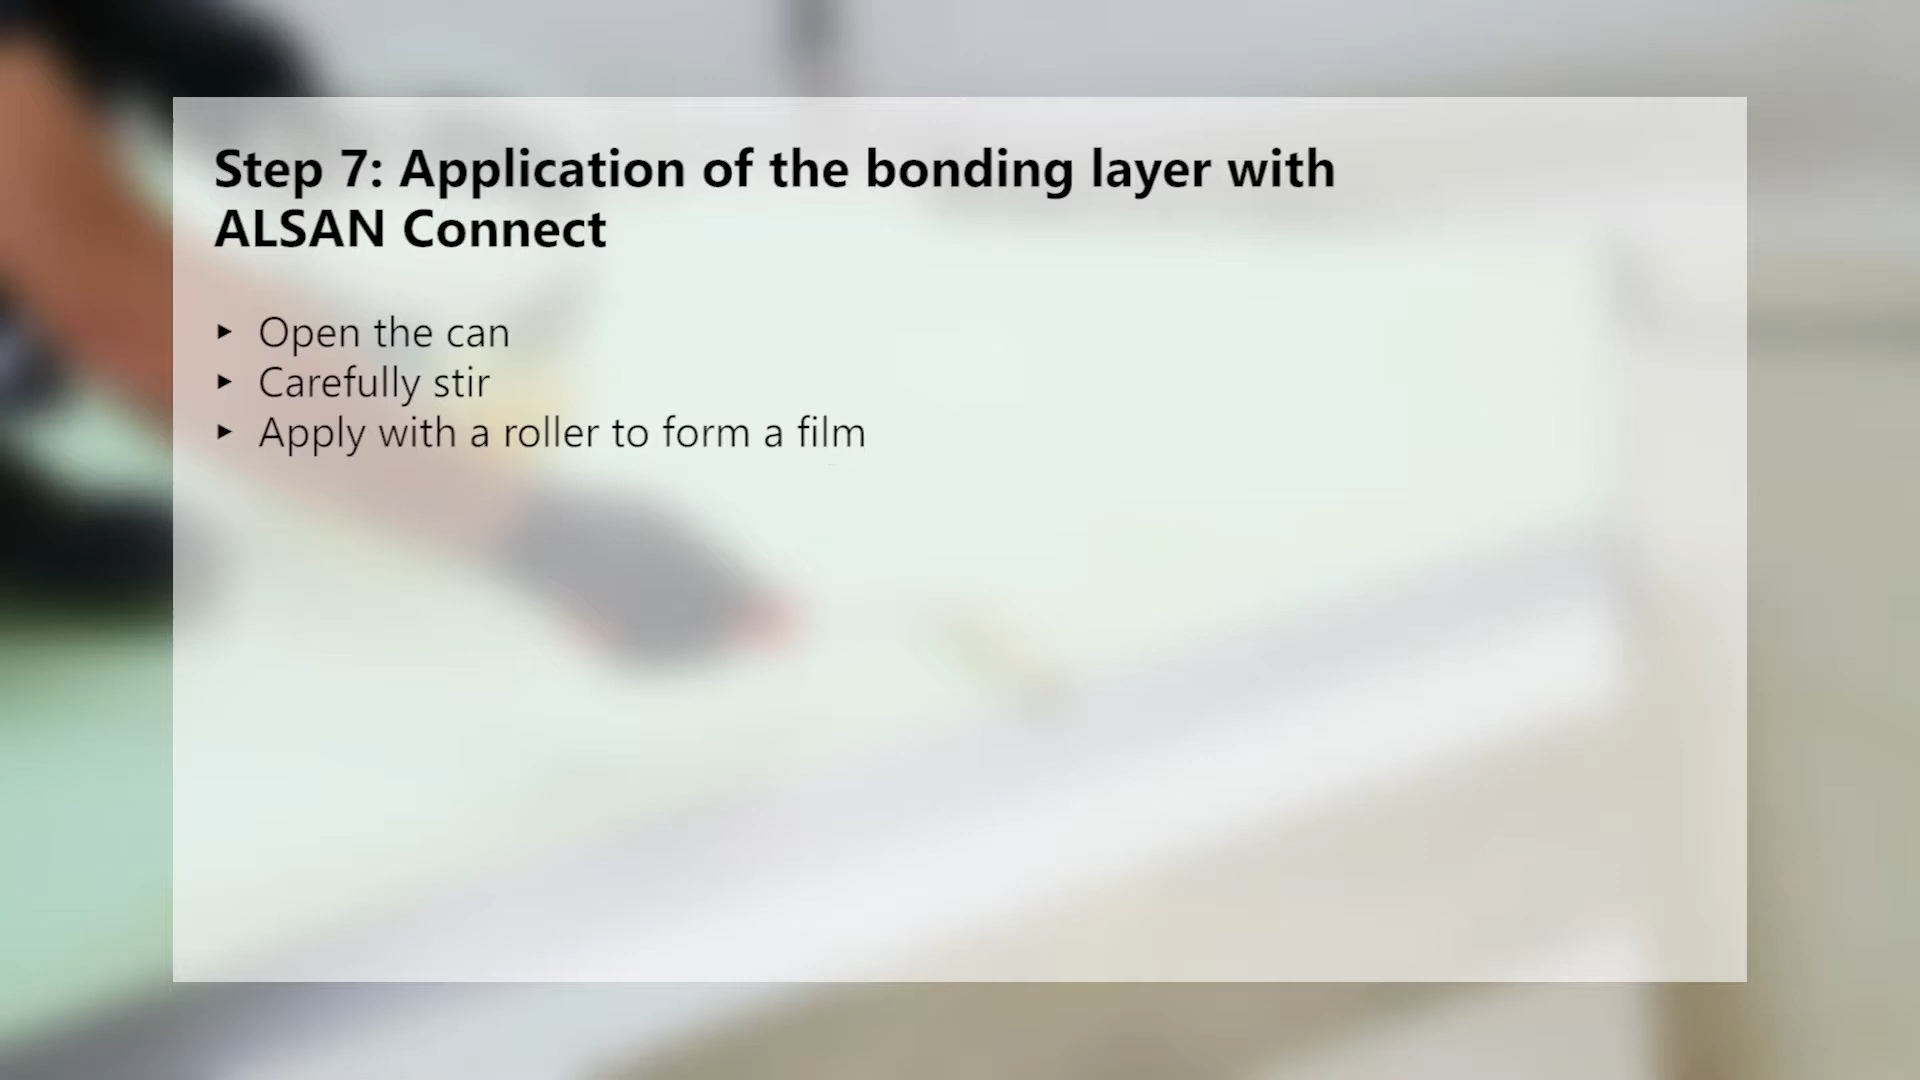 Step 7: Application of the bonding layer with
ALSAN Connect
▸ Open the can
▸ Carefully stir
▸ Apply with a roller to form a film